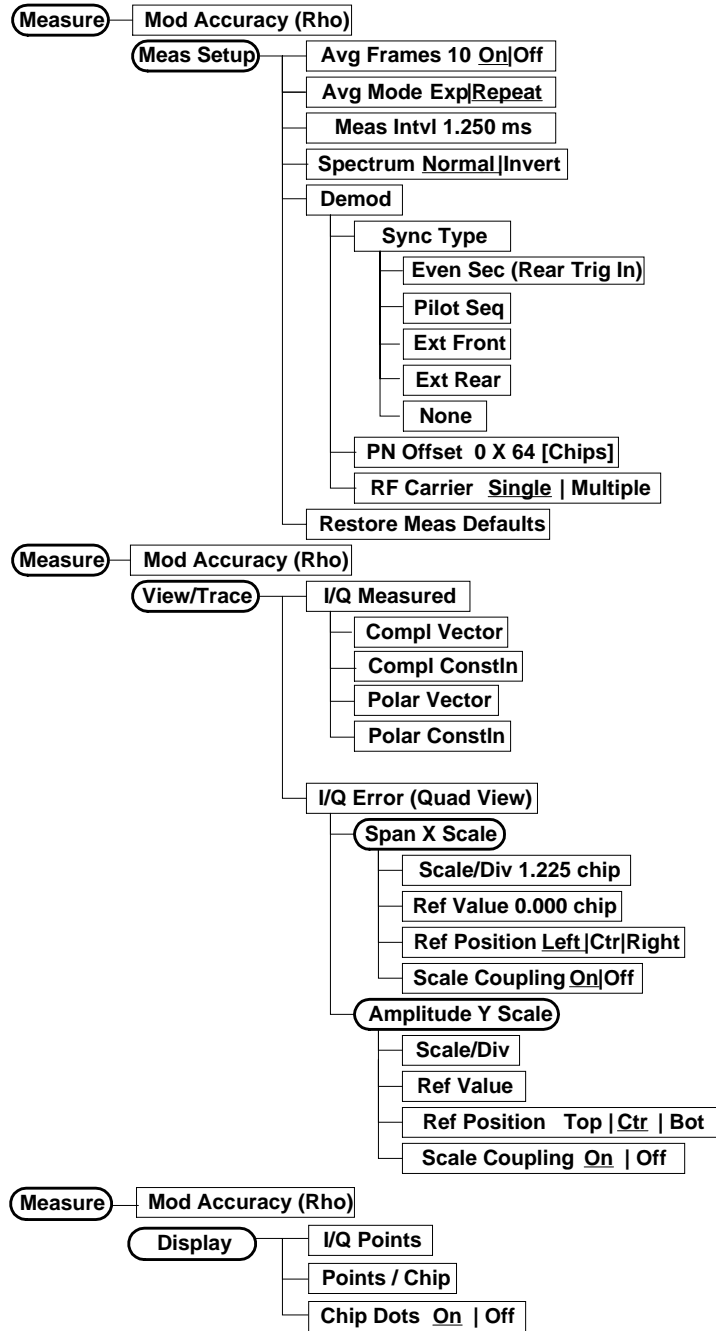 Measure
Mod Accuracy (Rho)
Meas Setup
Avg Frames 10 On|Off
Avg Mode Exp|Repeat
Meas Intvl 1.250 ms
Spectrum Normal|Invert
Demod
Sync Type
Even Sec (Rear Trig In)
Pilot Seq
Ext Front
Ext Rear
None
PN Offset 0 X 64 [Chips]
RF Carrier Single | Multiple
Restore Meas Defaults
Measure
Mod Accuracy (Rho)
View/Trace
I/Q Measured
Compl Vector
Compl Constln
Polar Vector
Polar Constln
I/Q Error (Quad View)
Span X Scale
Scale/Div 1.225 chip
Ref Value 0.000 chip
Ref Position Left|Ctr|Right
Scale Coupling On|Off
Amplitude Y Scale
Scale/Div
Ref Value
Ref Position Top | Ctr | Bot
Scale Coupling On | Off
Measure
Mod Accuracy (Rho)
Display
I/Q Points
Points / Chip
Chip Dots On | Off